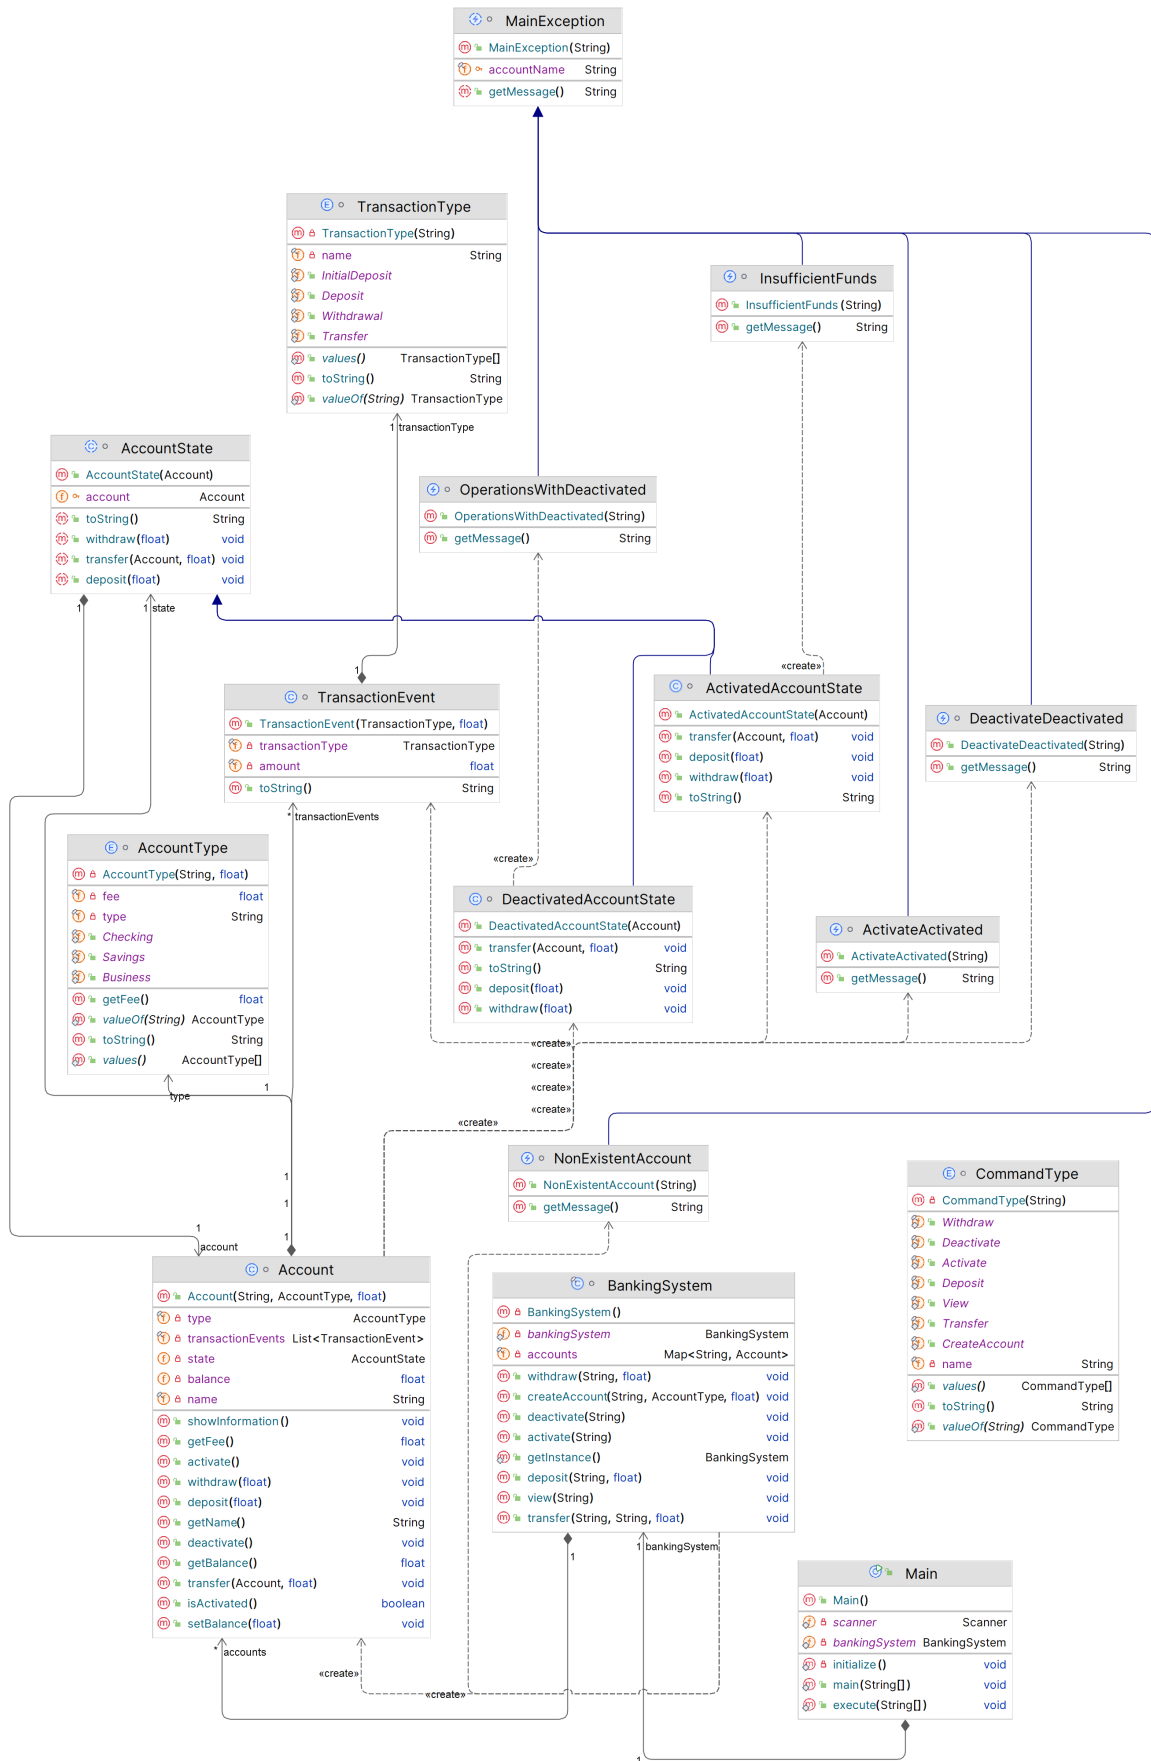 MainException
MainException(String)
accountName String
getMessage() String
TransactionType
TransactionType(String)
name String
InitialDeposit
Deposit
Withdrawal
Transfer
values() TransactionType[]
toString() String
valueOf(String) TransactionType
1 transactionType
InsufficientFunds
InsufficientFunds (String)
getMessage() String
AccountState
AccountState(Account)
account Account
toString() String
withdraw(float) void
transfer(Account, float) void
deposit(float) void
1
1 state
OperationsWithDeactivated
OperationsWithDeactivated(String)
getMessage() String
«create»
1
TransactionEvent
TransactionEvent(TransactionType, float)
transactionType TransactionType
amount float
toString() String
* transactionEvents
ActivatedAccountState
ActivatedAccountState(Account)
transfer(Account, float) void
deposit(float) void
withdraw(float) void
toString() String
DeactivateDeactivated
DeactivateDeactivated(String)
getMessage() String
AccountType
AccountType(String, float)
fee float
type String
Checking
Savings
Business
getFee() float
valueOf(String) AccountType
toString() String
values() AccountType[]
type
1
«create»
DeactivatedAccountState
DeactivatedAccountState(Account)
transfer(Account, float) void
toString() String
deposit(float) void
withdraw(float) void
ActivateActivated
ActivateActivated(String)
getMessage() String
«create»
«create»
«create»
«create»
«create»
NonExistentAccount
NonExistentAccount(String)
getMessage() String
CommandType
CommandType(String)
Withdraw
Deactivate
Activate
Deposit
View
Transfer
CreateAccount
name String
values() CommandType[]
toString() String
valueOf(String) CommandType
1
1
1
1
account
Account
Account(String, AccountType, float)
type AccountType
transactionEvents List<TransactionEvent>
state AccountState
balance float
name String
showInformation() void
getFee() float
activate() void
withdraw(float) void
deposit(float) void
getName() String
deactivate() void
getBalance() float
transfer(Account, float) void
isActivated() boolean
setBalance(float) void
BankingSystem
BankingSystem()
bankingSystem BankingSystem
accounts Map<String, Account>
withdraw(String, float) void
createAccount(String, AccountType, float) void
deactivate(String) void
activate(String) void
getInstance() BankingSystem
deposit(String, float) void
view(String) void
transfer(String, String, float) void
1
1 bankingSystem
* accounts
«create»
«create»
Main
Main()
scanner Scanner
bankingSystem BankingSystem
initialize() void
main(String[]) void
execute(String[]) void
1